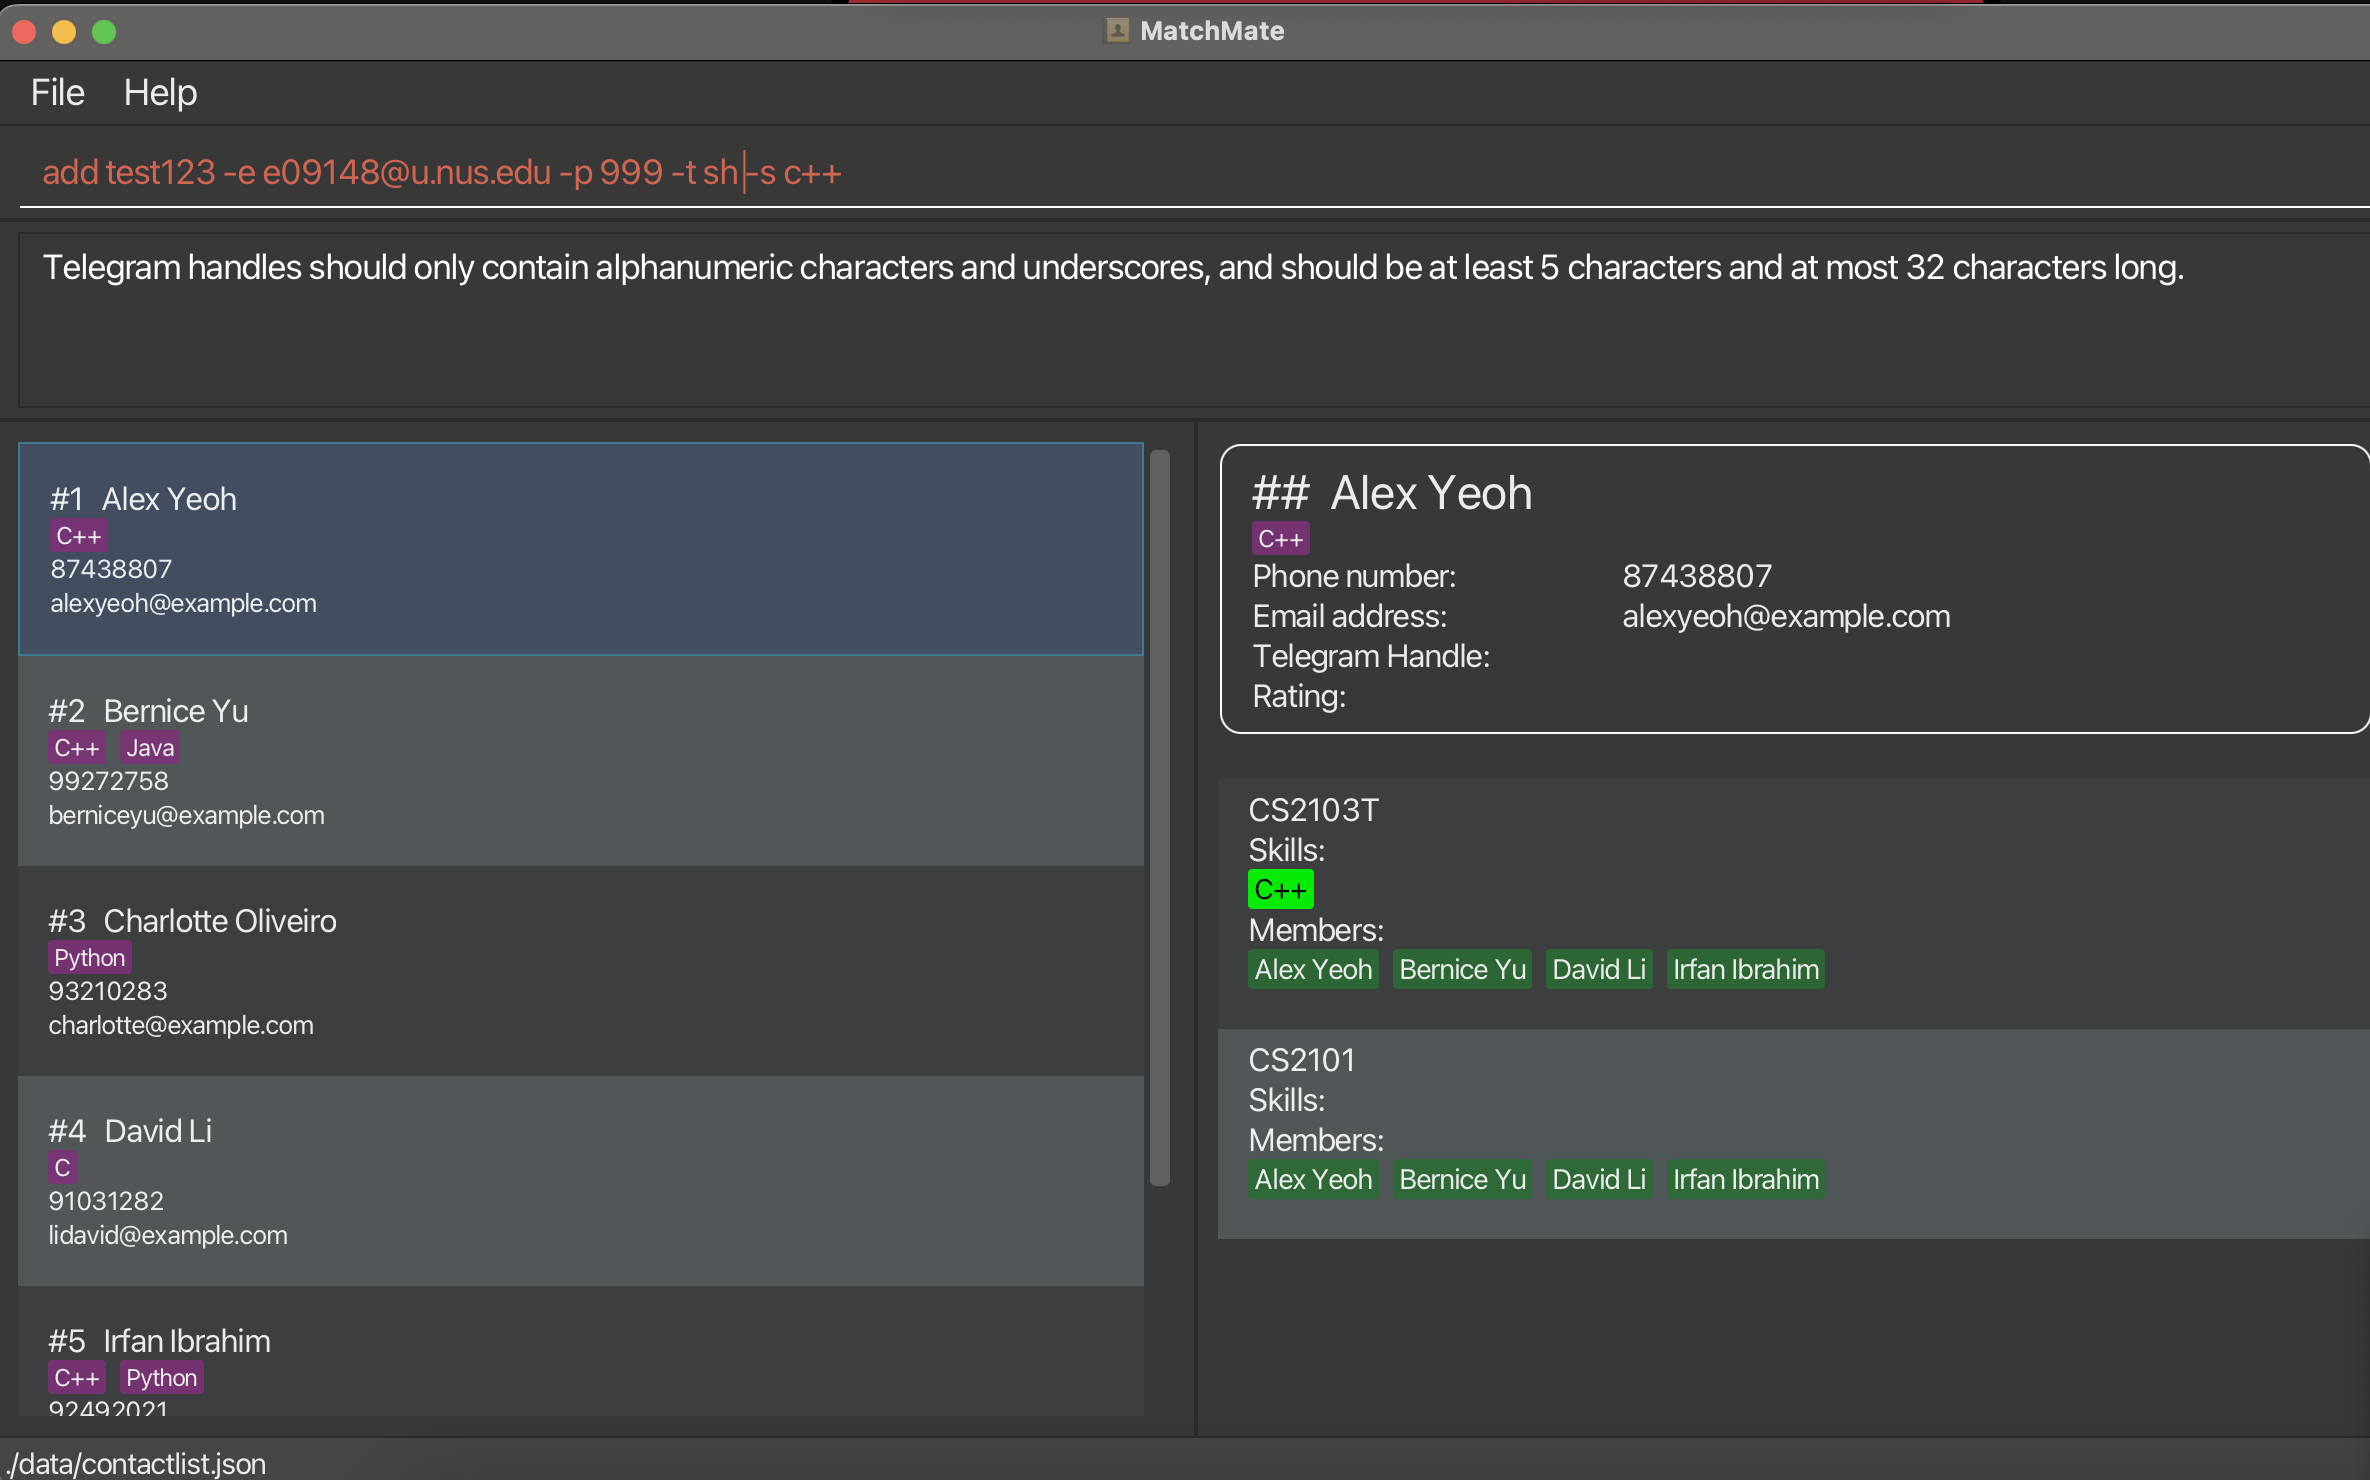 MatchMate
File Help
add test123 -e e09148@u.nus.edu -p 999 -t sh -s c++
Telegram handles should only contain alphanumeric characters and underscores, and should be at least 5 characters and at most 32 characters long.
#1 Alex Yeoh
C++
87438807
alexyeoh@example.com
#2 Bernice Yu
C++ Java
99272758
berniceyu@example.com
#3 Charlotte Oliveiro
Python
93210283
charlotte@example.com
#4 David Li
C
91031282
lidavid@example.com
#5 Irfan Ibrahim
C++ Python
92492021
## Alex Yeoh
C++
Phone number: 87438807
Email address: alexyeoh@example.com
Telegram Handle:
Rating:
CS2103T
Skills:
C++
Members:
Alex Yeoh Bernice Yu David Li Irfan Ibrahim
CS2101
Skills:
Members:
Alex Yeoh Bernice Yu David Li Irfan Ibrahim
./data/contactlist.json